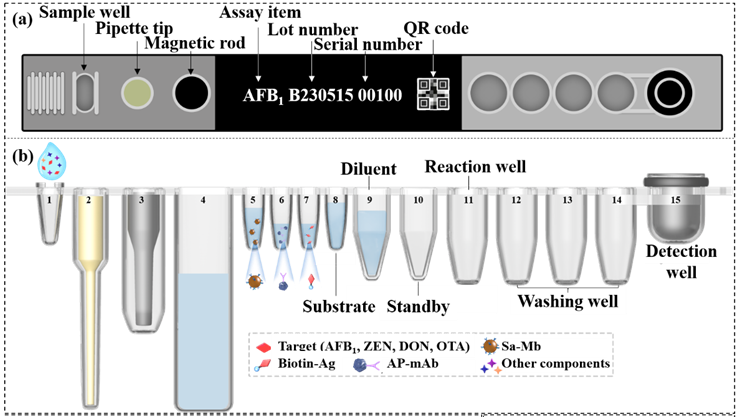 (a)
Sample well
Pipette tip
Magnetic rod
Assay item
Lot number
Serial number
QR code
AFB₁ B230515 00100
(b)
Diluent
Reaction well
1 2 3 4 5 6 7 8 9 10 11 12 13 14 15
Substrate
Standby
Washing well
Detection
well
Target (AFB₁, ZEN, DON, OTA)
Sa-Mb
Biotin-Ag
AP-mAb
Other components